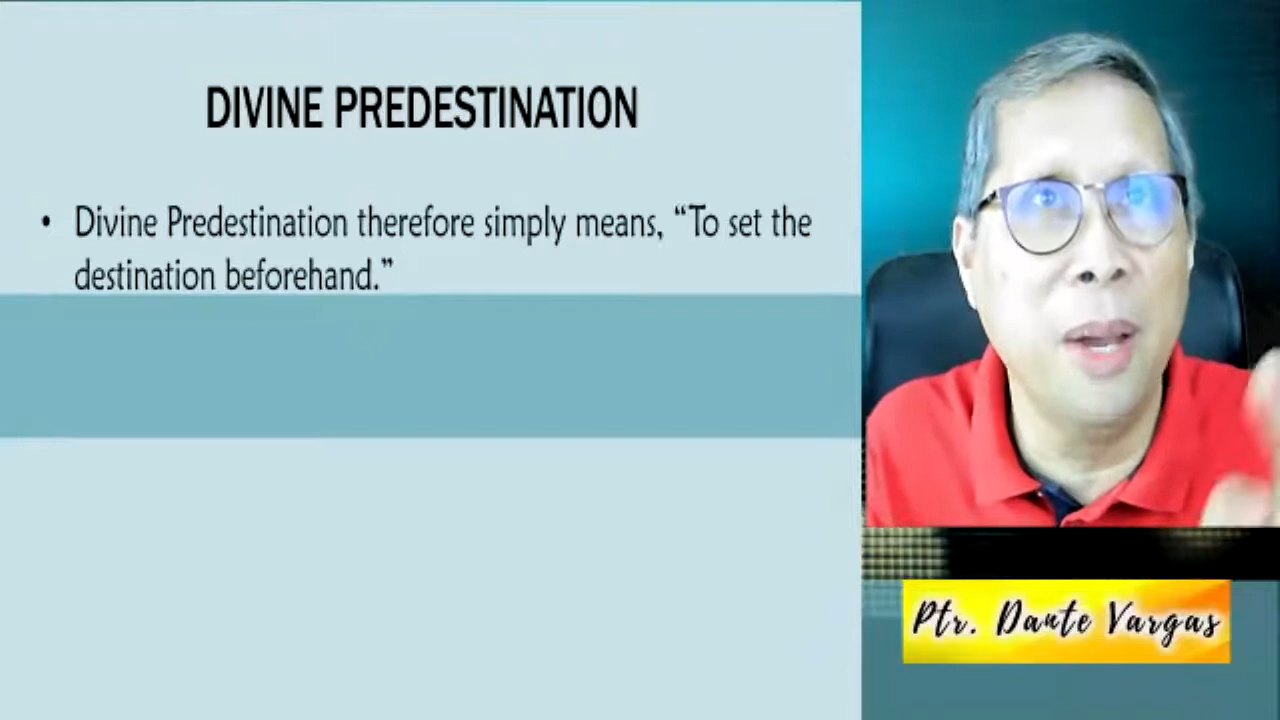 DIVINE PREDESTINATION
• Divine Predestination therefore simply means, “To set the
destination beforehand.”
Ptr. Dante Vargas